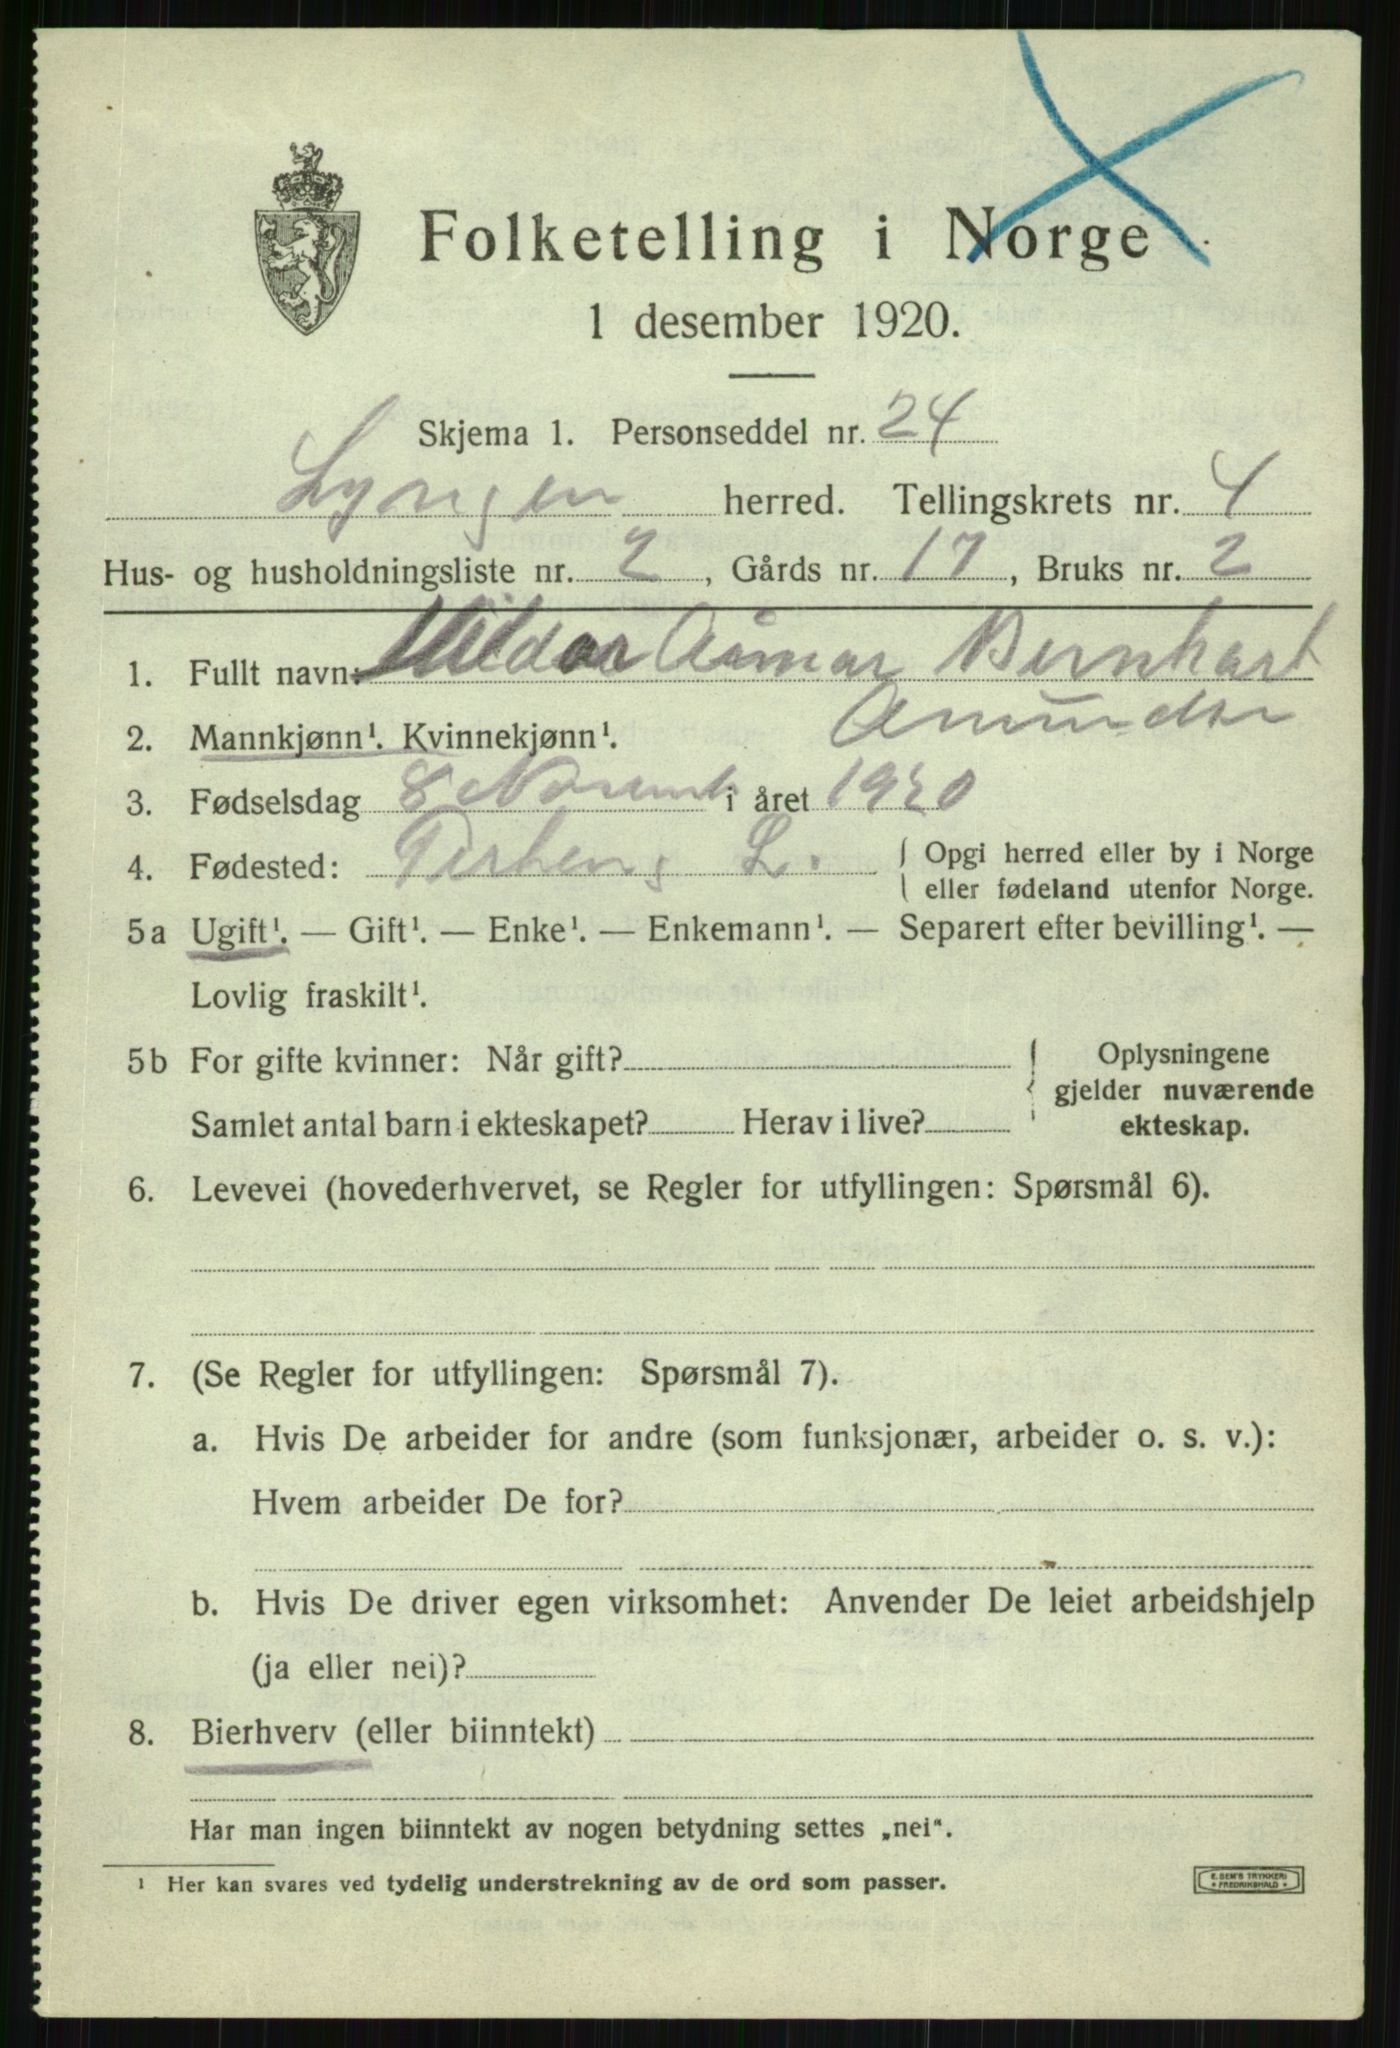 Folketelling i Norge
1 desember 1920.
Skjema 1. Personseddel nr. 24
Lyngen herred. Tellingskrets nr. 4
Hus- og husholdningsliste nr. 2, Gårds nr. 17, Bruks nr. 2
1. Fullt navn: Hildor Bernhart
2. Mannkjønn¹. Kvinnekjønn¹. Amundsen
3. Fødselsdag 8 Novemb i året 1920
4. Fødested: L. { Opgi herred eller by i Norge
eller fødeland utenfor Norge.
5a Ugift¹. — Gift¹. — Enke¹. — Enkemann¹. — Separert efter bevilling¹. —
Lovlig fraskilt¹.
5b For gifte kvinner: Når gift? { Oplysningene
gjelder nuværende
Samlet antal barn i ekteskapet? Herav i live? ekteskap.
6. Levevei (hovederhvervet, se Regler for utfyllingen: Spørsmål 6).
7. (Se Regler for utfyllingen: Spørsmål 7).
a. Hvis De arbeider for andre (som funksjonær, arbeider o. s. v.):
Hvem arbeider De for?
b. Hvis De driver egen virksomhet: Anvender De leiet arbeidshjelp
(ja eller nei)?
8. Bierhverv (eller biinntekt)
Har man ingen biinntekt av nogen betydning settes „nei“.
¹ Her kan svares ved tydelig understrekning av de ord som passer.
E. SEM'S TRYKKERI
* FREDRIKSHALD *